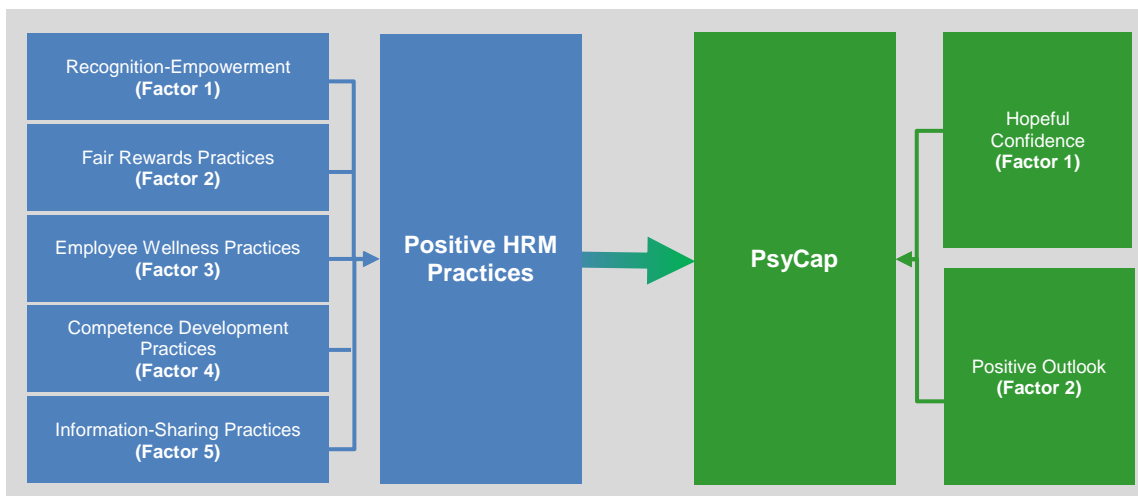 Recognition-Empowerment
(Factor 1)
Fair Rewards Practices
(Factor 2)
Employee Wellness Practices
(Factor 3)
Competence Development
Practices
(Factor 4)
Information-Sharing Practices
(Factor 5)
Positive HRM
Practices
PsyCap
Hopeful
Confidence
(Factor 1)
Positive Outlook
(Factor 2)